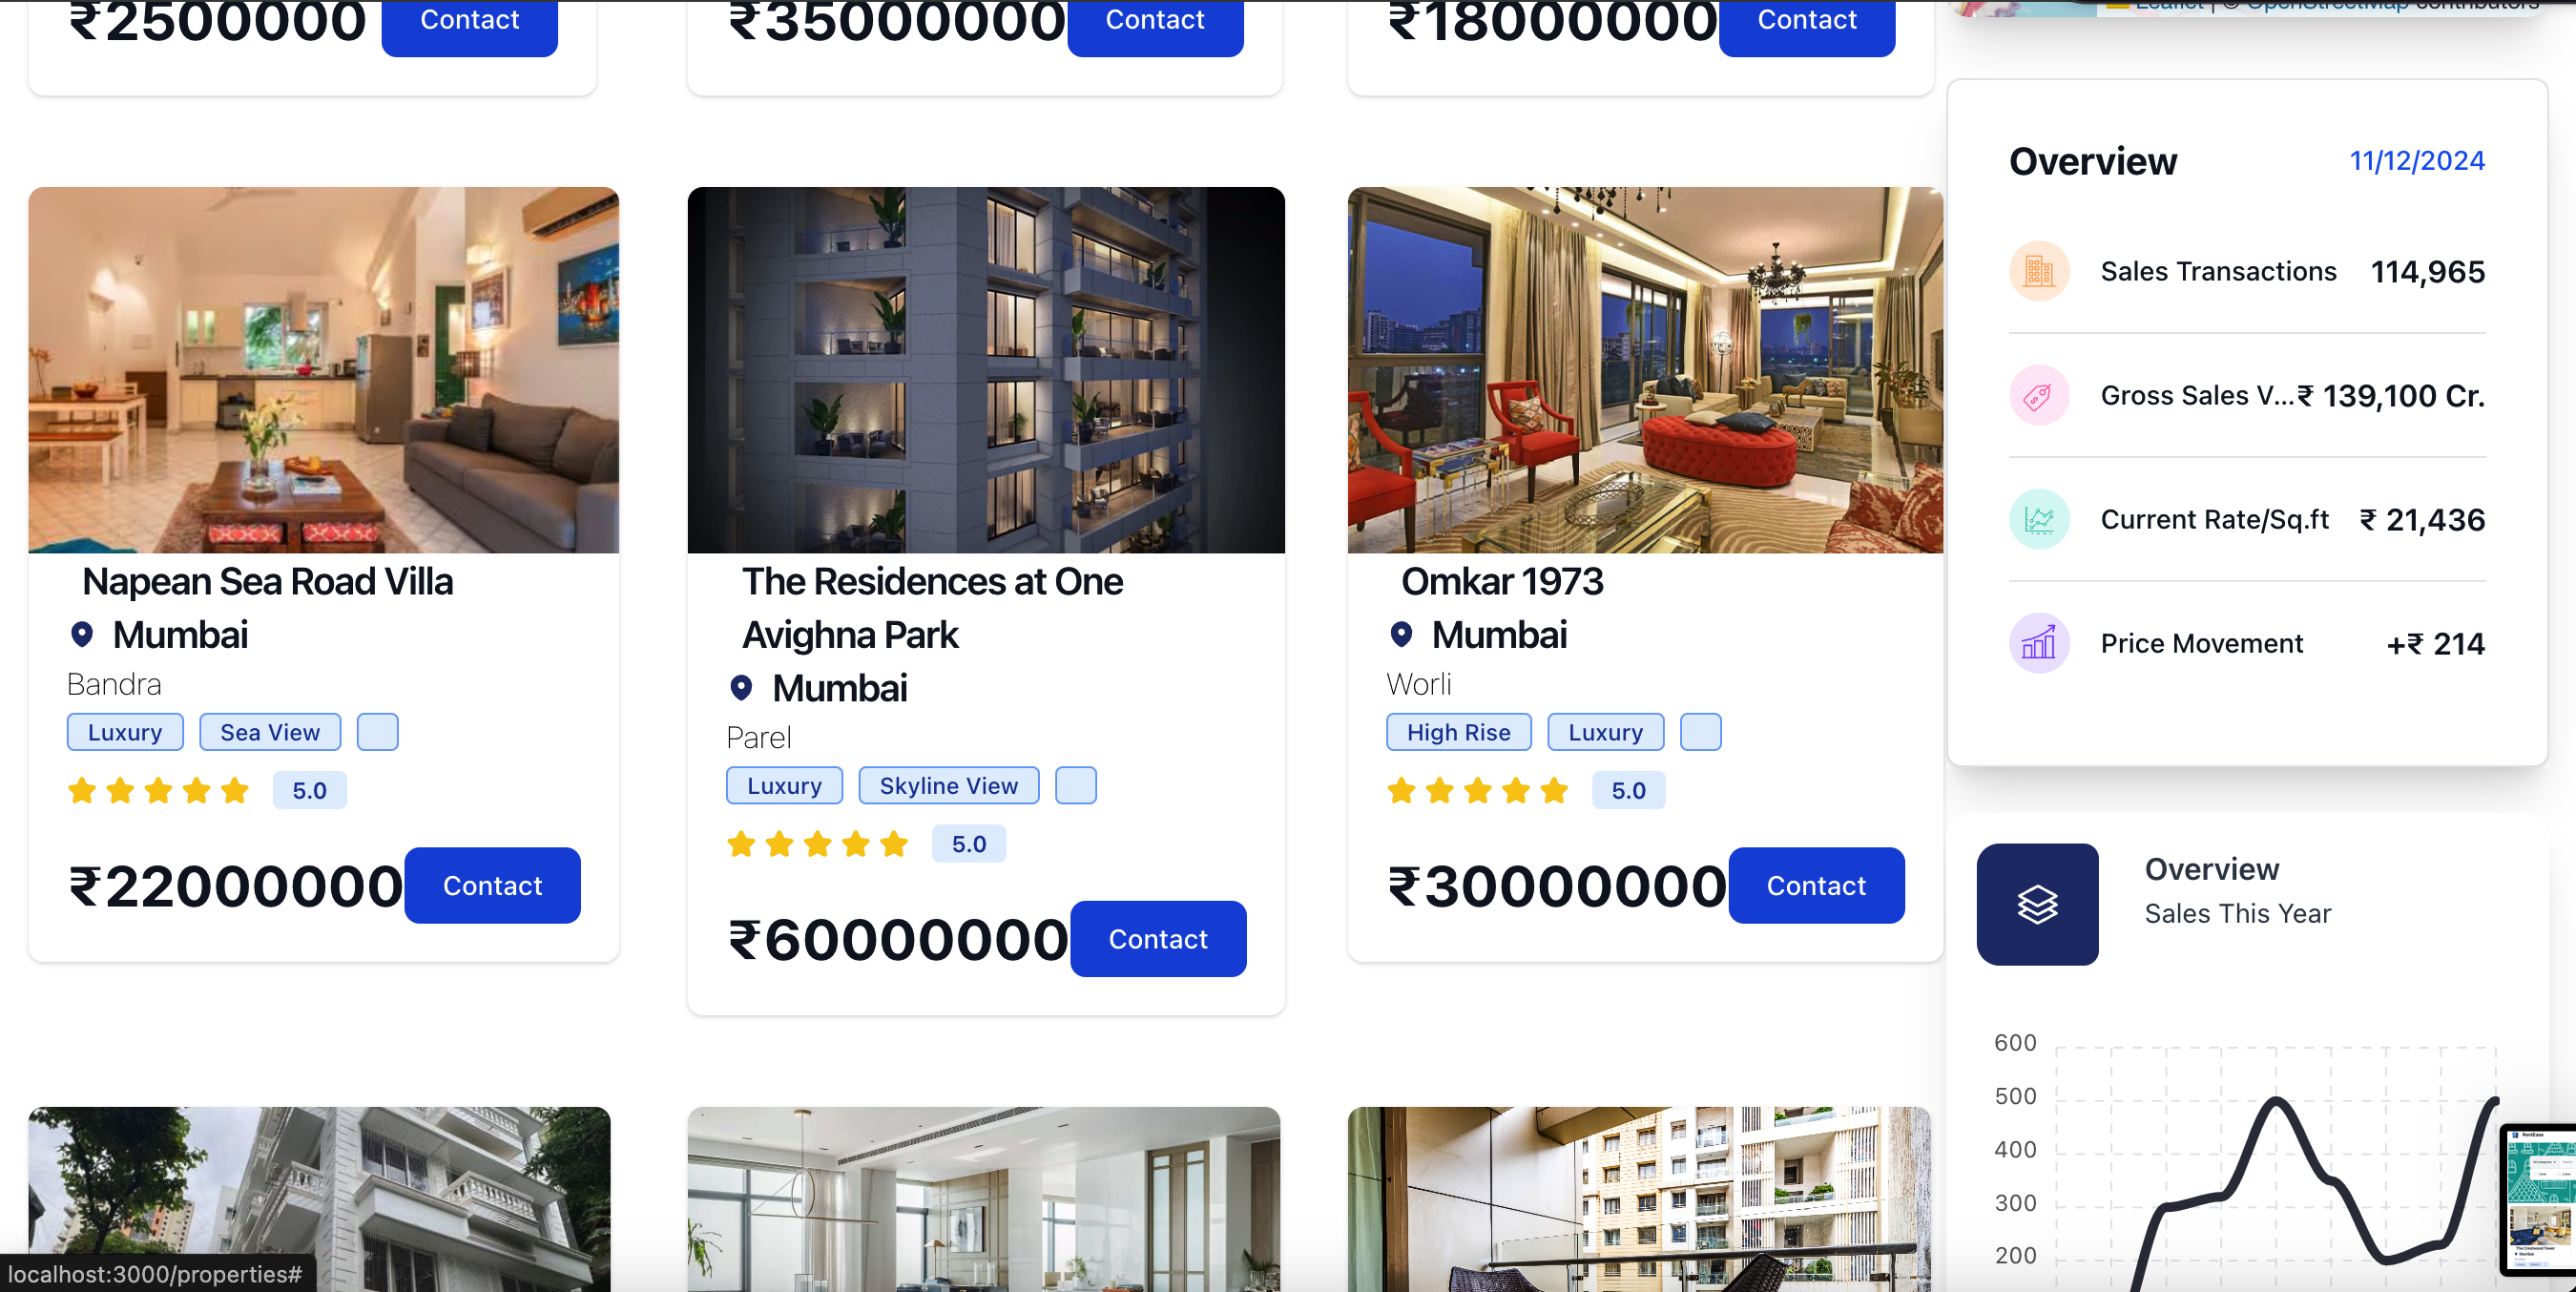 ₹2500000 Contact
₹35000000 Contact
₹18000000 Contact
Leaflet | © OpenStreetMap contributors
Napean Sea Road Villa
Mumbai
Bandra
Luxury Sea View
5.0
₹22000000 Contact
The Residences at One
Avighna Park
Mumbai
Parel
Luxury Skyline View
5.0
₹60000000 Contact
Omkar 1973
Mumbai
Worli
High Rise Luxury
5.0
₹30000000 Contact
Overview 11/12/2024
Sales Transactions 114,965
Gross Sales V...₹ 139,100 Cr.
Current Rate/Sq.ft ₹ 21,436
Price Movement +₹ 214
Overview
Sales This Year
600
500
400
300
200
localhost:3000/properties#